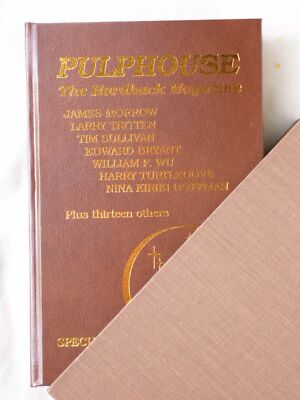 PULPHOUSE
The Hardback Magazine
JAMES MORROW
LARRY TRITTEN
TIM SULLIVAN
EDWARD BRYANT
WILLIAM F. WU
HARRY TURTLEDOVE
NINA KIRIKI HOFFMAN
Plus thirteen others
SPECU